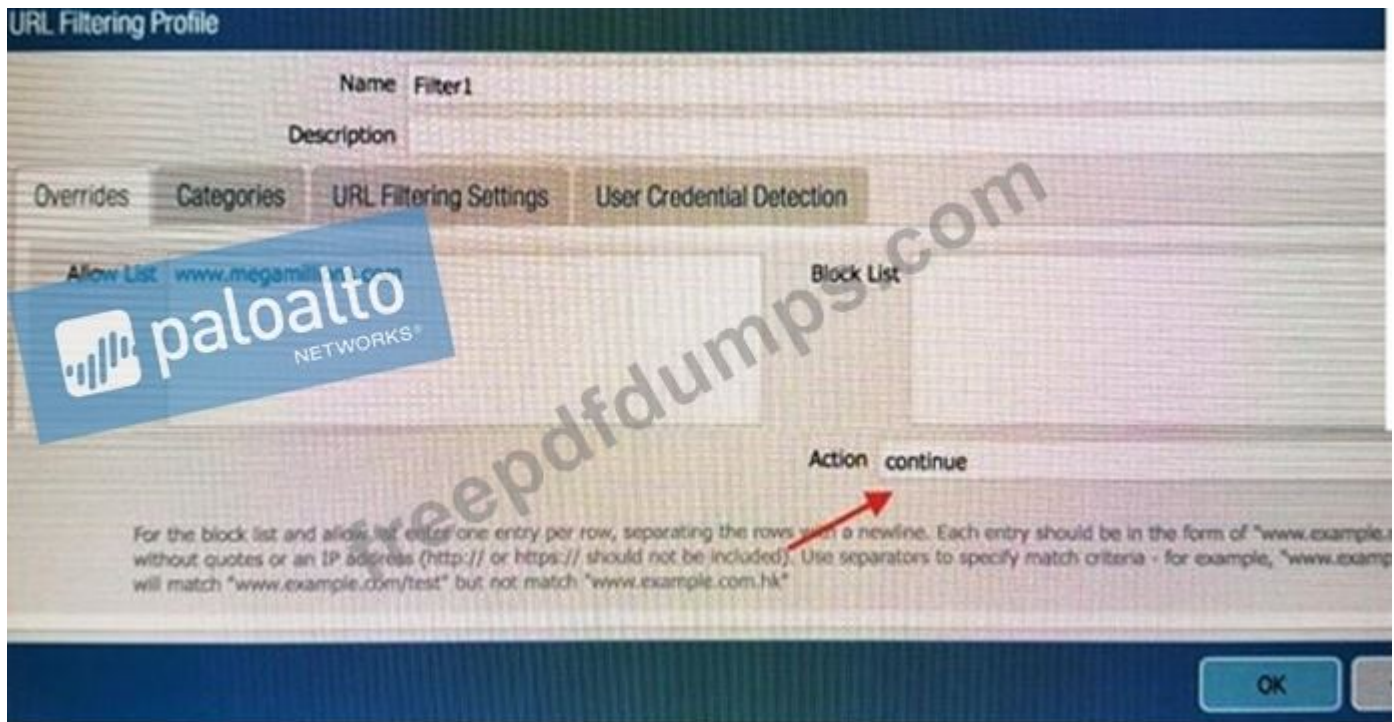 URL Filtering Profile
Name Filter1
Description
Overrides Categories URL Filtering Settings User Credential Detection
Allow List www.megamillions.com Block List
paloalto
NETWORKS®
freepdfdumps.com
Action continue
For the block list and allow list enter one entry per row, separating the rows with a newline. Each entry should be in the form of "www.example.
without quotes or an IP address (http:// or https:// should not be included). Use separators to specify match criteria - for example, "www.examp
will match "www.example.com/test" but not match "www.example.com.hk"
OK